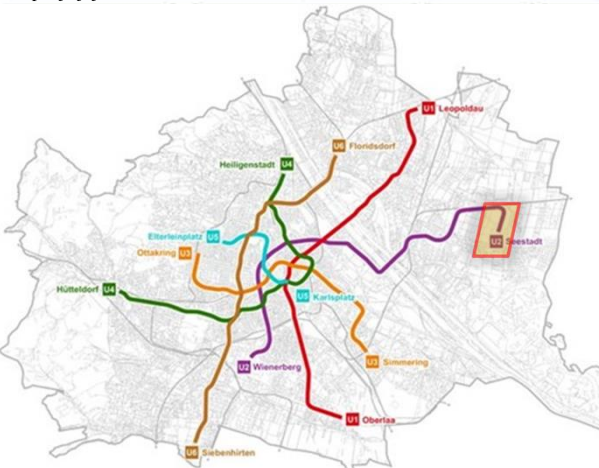 U1 Leopoldau
U6 Floridsdorf
Heiligenstadt U4
Elterleinplatz U5
Ottakring U3
U2 Seestadt
Hütteldorf U4
U5 Karlsplatz
U2 Wienerberg
U3 Simmering
U1 Oberlaa
U6 Siebenhirten